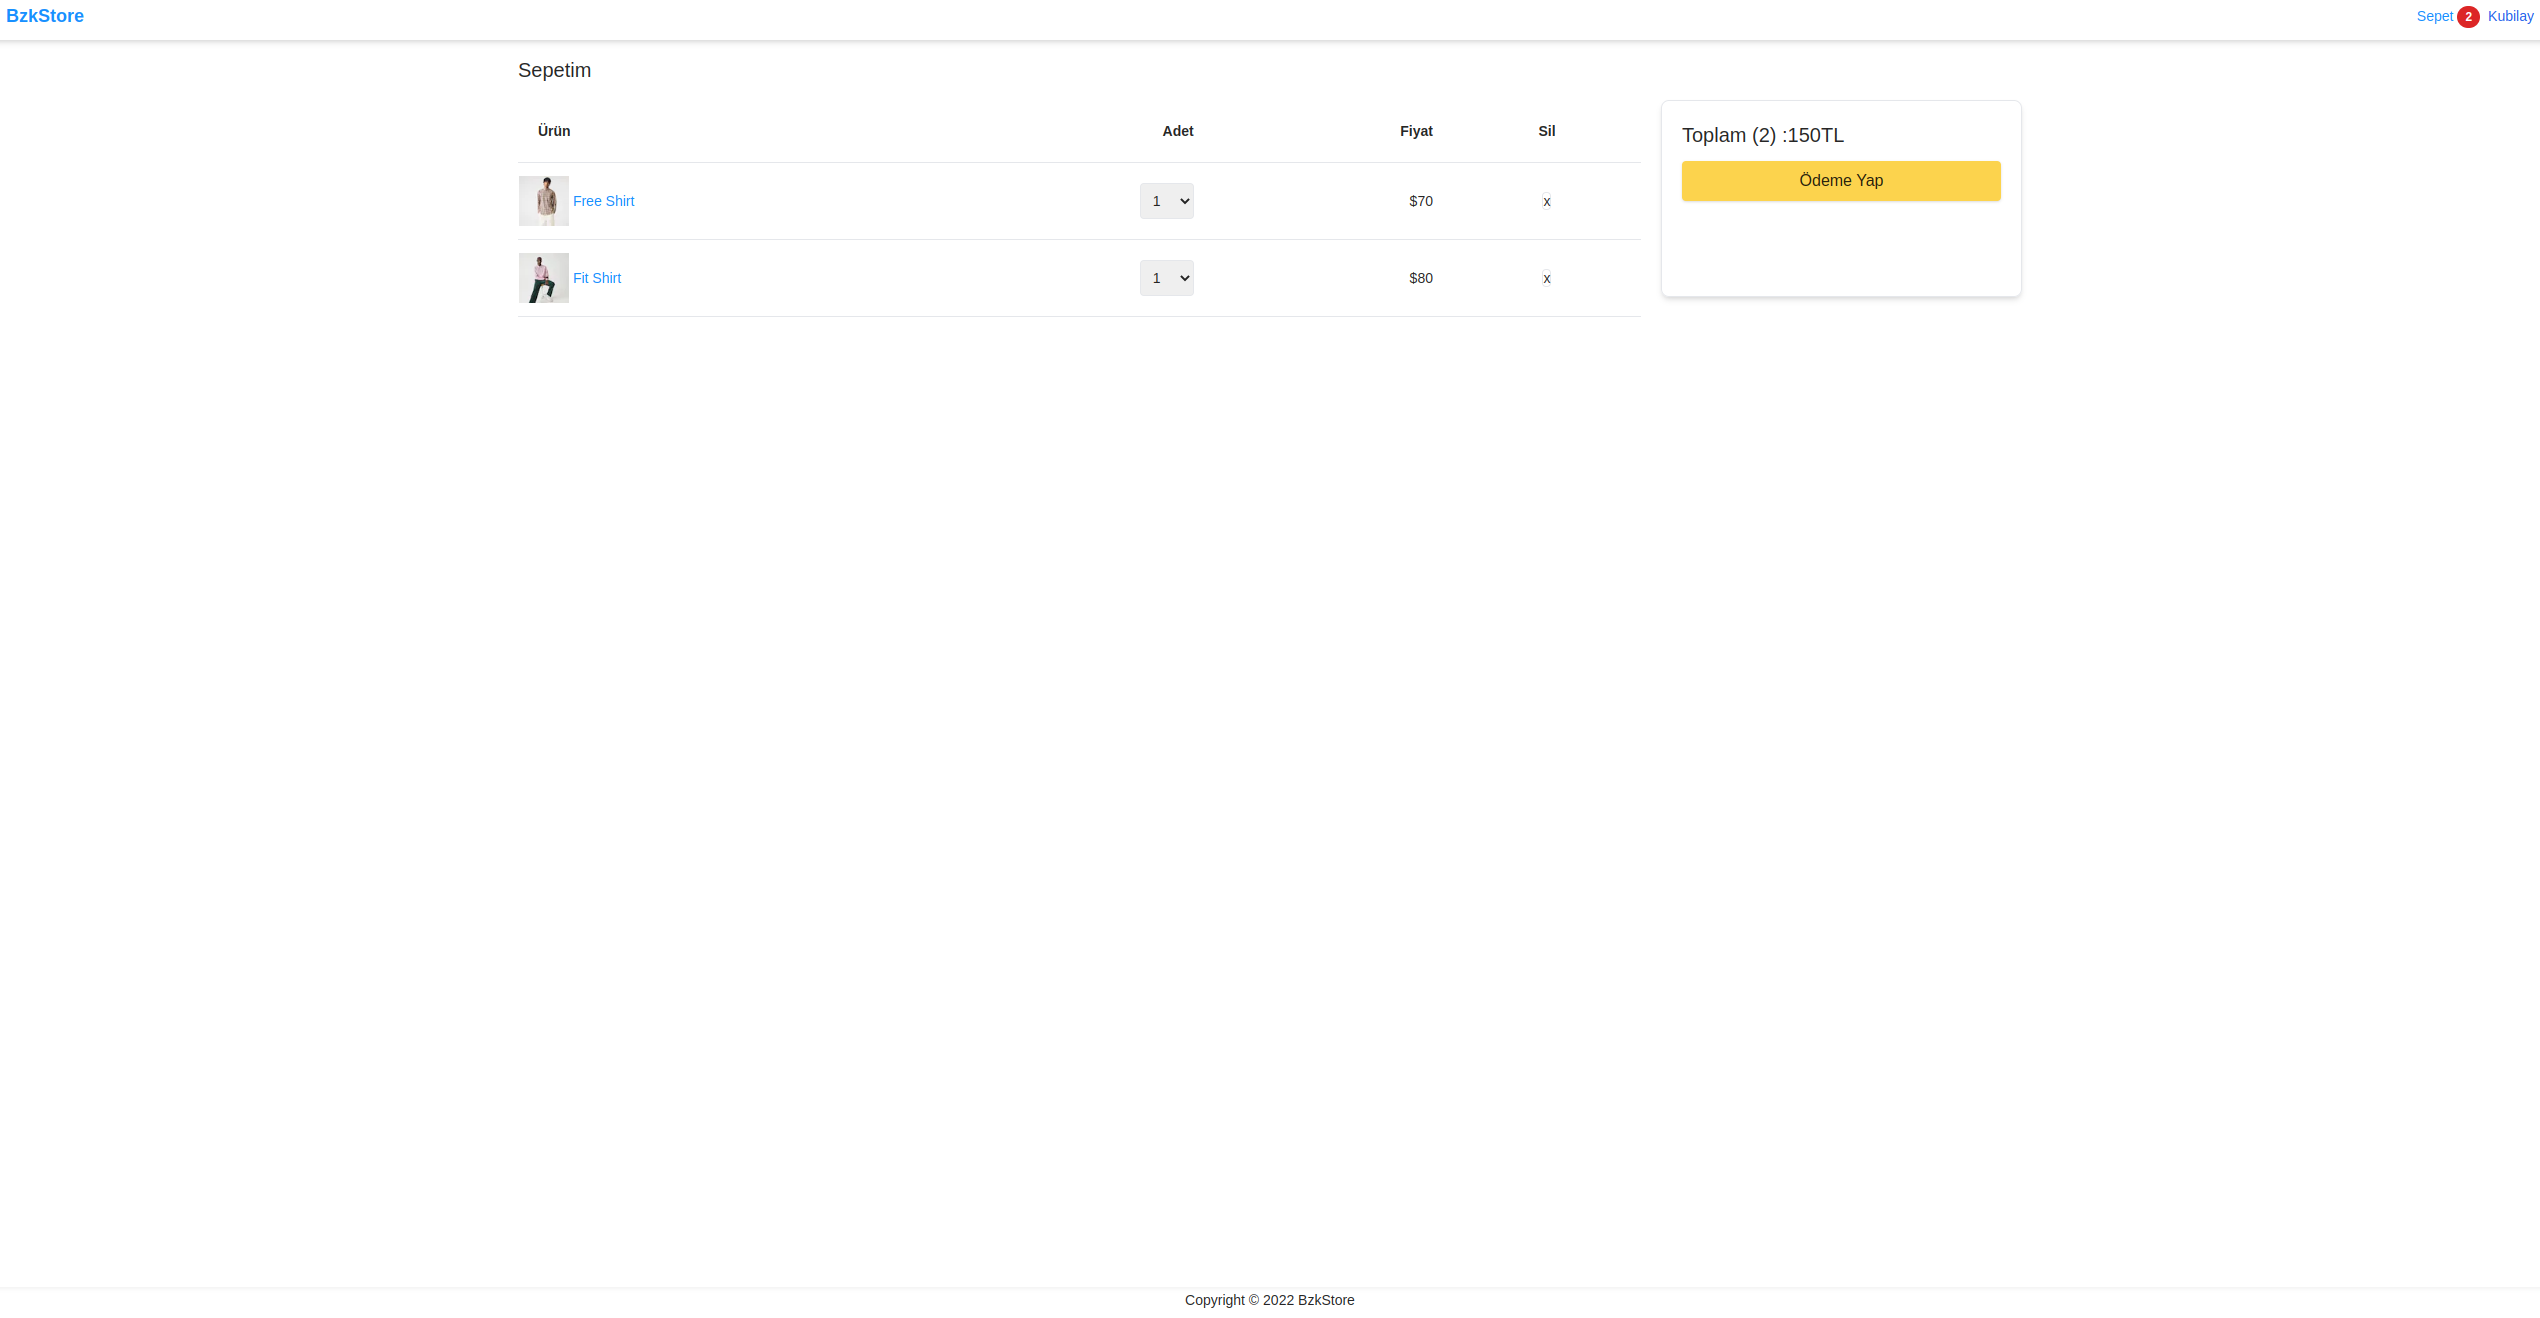 BzkStore
Sepet 2 Kubilay
Sepetim
Ürün Adet Fiyat Sil
Free Shirt 1 $70 x
Fit Shirt 1 $80 x
Toplam (2) :150TL
Ödeme Yap
Copyright © 2022 BzkStore